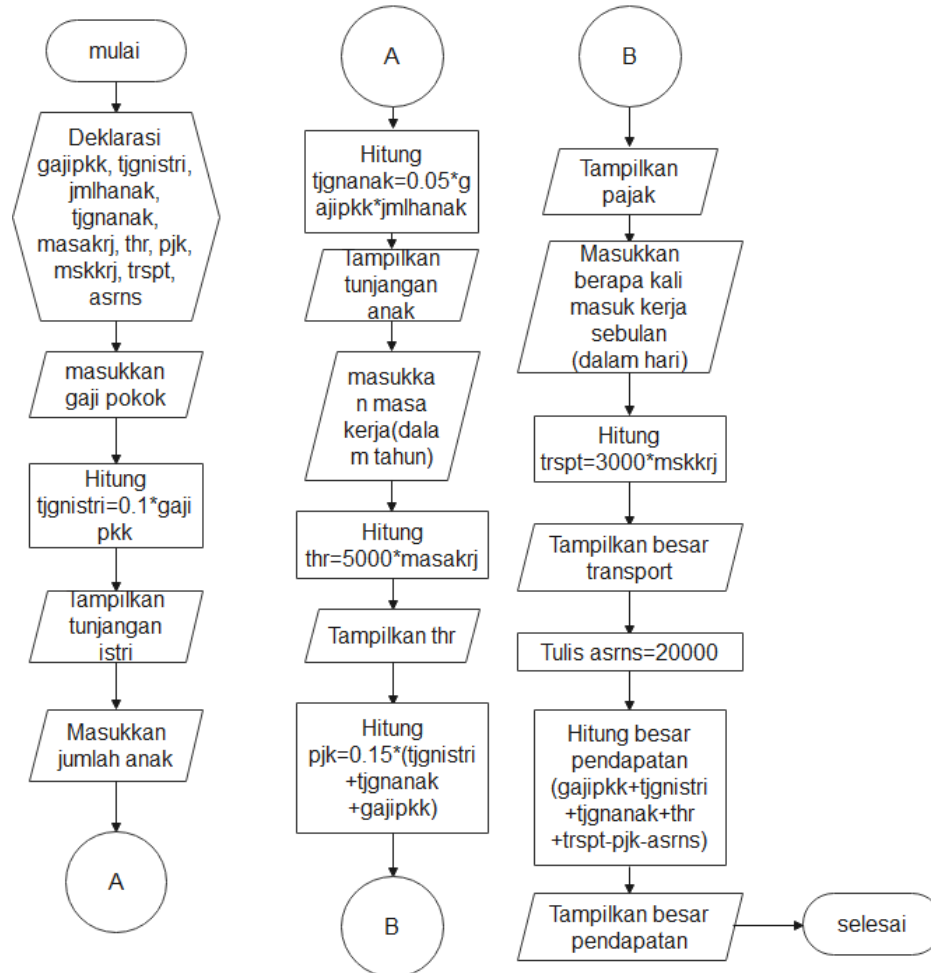 mulai
Deklarasi
gajipkk, tjgnistri,
jmlhanak,
tjgnanak,
masakrj, thr, pjk,
mskkrj, trspt,
asrns
masukkan
gaji pokok
Hitung
tjgnistri=0.1*gaji
pkk
Tampilkan
tunjangan
istri
Masukkan
jumlah anak
A
A
Hitung
tjgnanak=0.05*g
ajipkk*jmlhanak
Tampilkan
tunjangan
anak
masukka
n masa
kerja(dala
m tahun)
Hitung
thr=5000*masakrj
Tampilkan thr
Hitung
pjk=0.15*(tjgnistri
+tjgnanak
+gajipkk)
B
B
Tampilkan
pajak
Masukkan
berapa kali
masuk kerja
sebulan
(dalam hari)
Hitung
trspt=3000*mskkrj
Tampilkan besar
transport
Tulis asrns=20000
Hitung besar
pendapatan
(gajipkk+tjgnistri
+tjgnanak+thr
+trspt-pjk-asrns)
Tampilkan besar
pendapatan
selesai